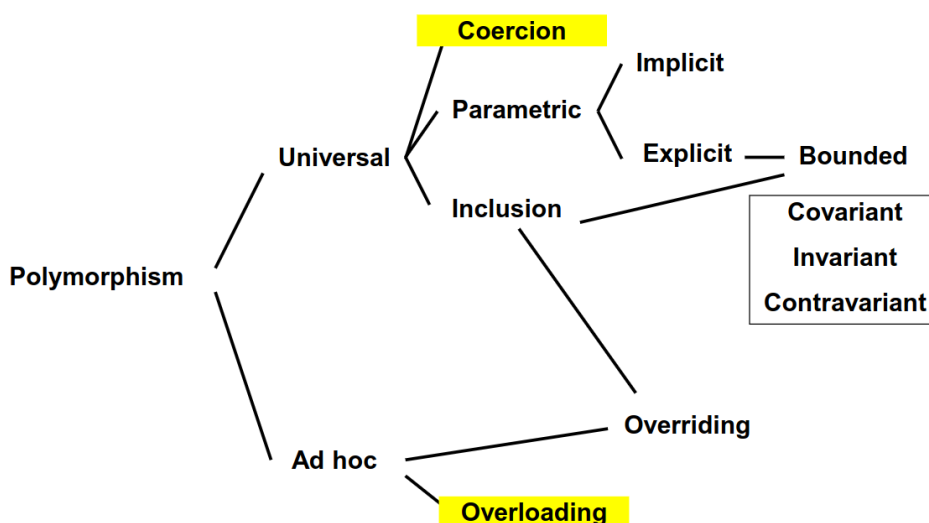 Coercion
Implicit
Parametric
Universal
Explicit
Bounded
Inclusion
Covariant
Invariant
Polymorphism
Contravariant
Overriding
Ad hoc
Overloading